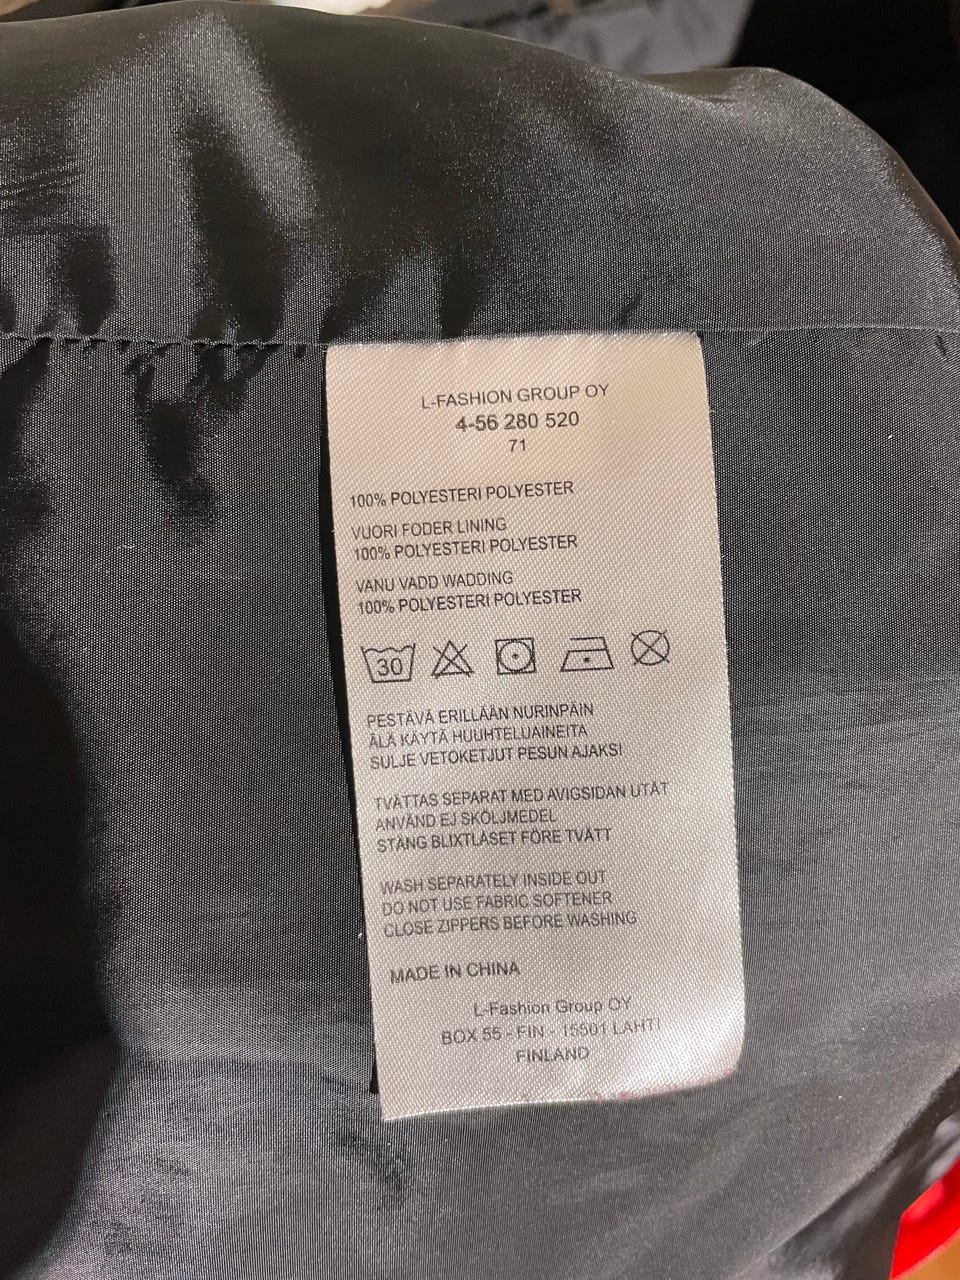 L-FASHION GROUP OY
4-56 280 520
71
100% POLYESTERI POLYESTER
VUORI FODER LINING
100% POLYESTERI POLYESTER
VANU VADD WADDING
100% POLYESTERI POLYESTER
30
PESTÄVÄ ERILLÄÄN NURINPÄIN
ÄLÄ KÄYTÄ HUUHTELUAINEITA
SULJE VETOKETJUT PESUN AJAKSI
TVÄTTAS SEPARAT MED AVIGSIDAN UTÅT
ANVÄND EJ SKÖLJMEDEL
STÄNG BLIXTLÅSET FÖRE TVÄTT
WASH SEPARATELY INSIDE OUT
DO NOT USE FABRIC SOFTENER
CLOSE ZIPPERS BEFORE WASHING
MADE IN CHINA
L-Fashion Group OY
BOX 55 - FIN - 15501 LAHTI
FINLAND